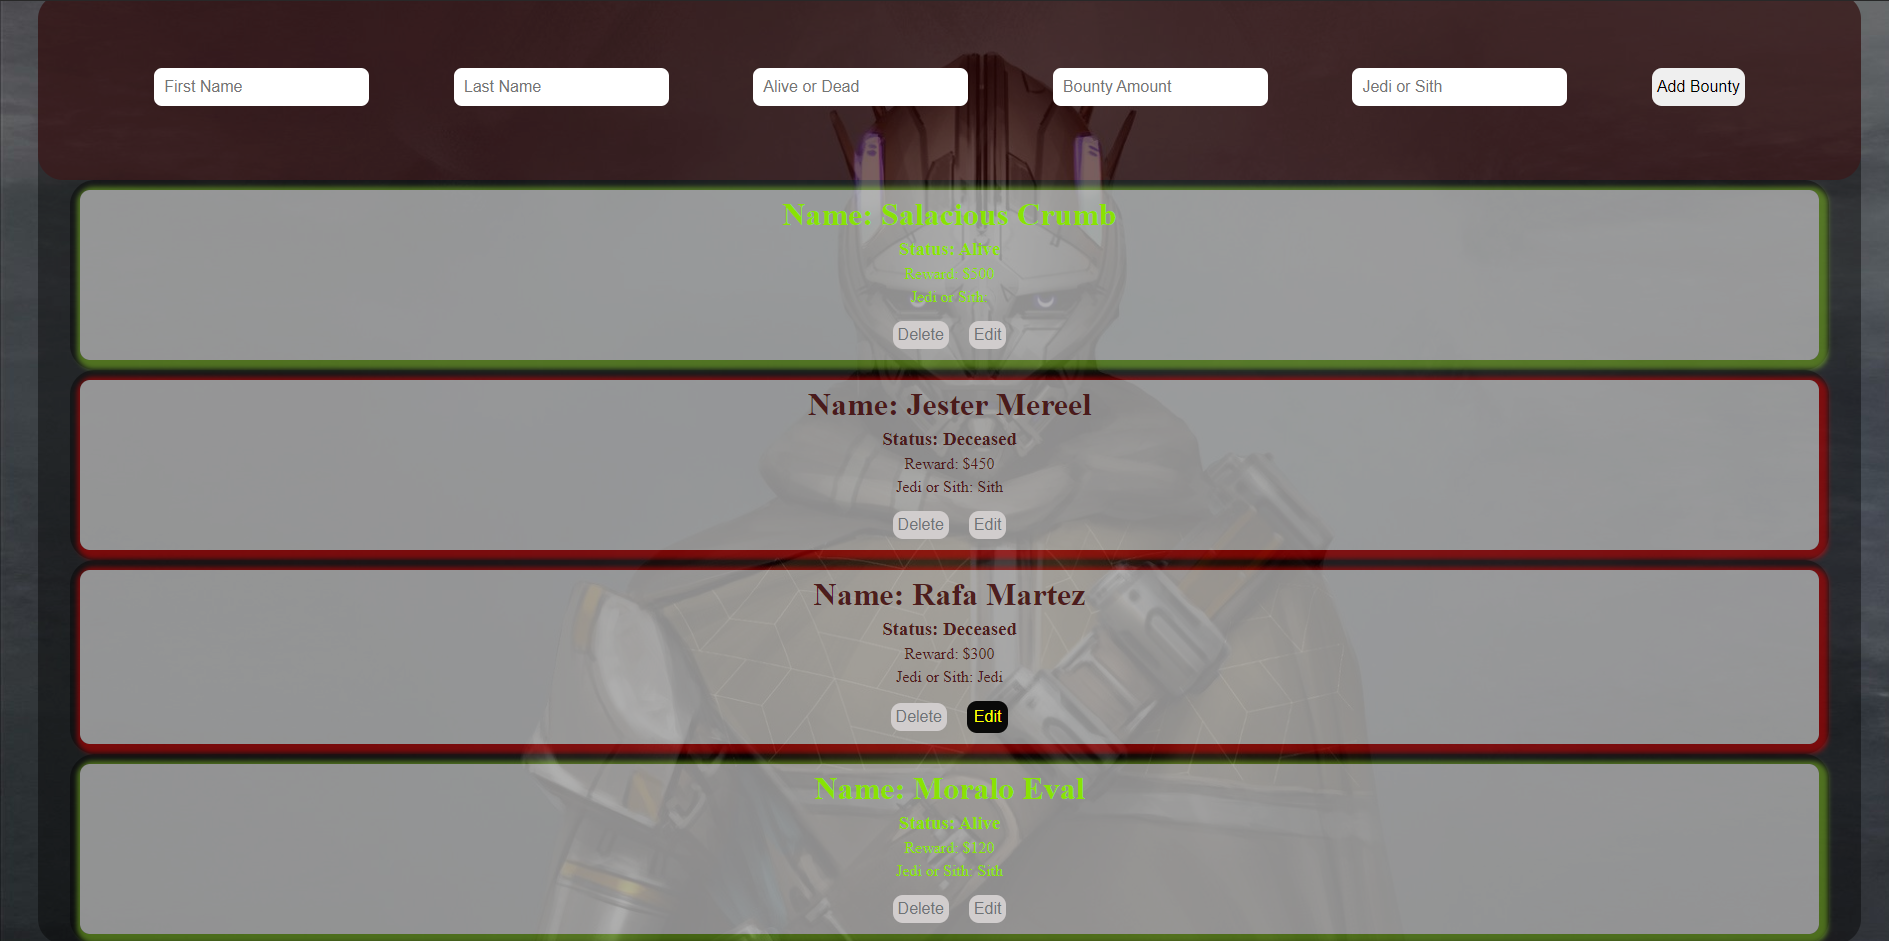 First Name Last Name Alive or Dead Bounty Amount Jedi or Sith Add Bounty
Name: Salacious Crumb
Status: Alive
Reward: $500
Jedi or Sith:
Delete Edit
Name: Jester Mereel
Status: Deceased
Reward: $450
Jedi or Sith: Sith
Delete Edit
Name: Rafa Martez
Status: Deceased
Reward: $300
Jedi or Sith: Jedi
Delete Edit
Name: Moralo Eval
Status: Alive
Reward: $120
Jedi or Sith: Sith
Delete Edit